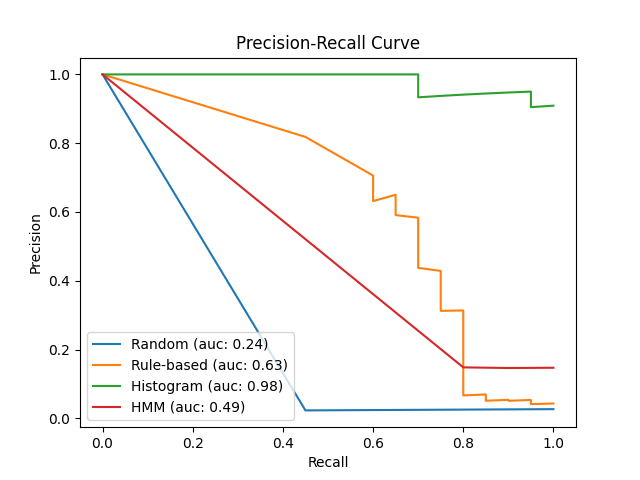 Precision-Recall Curve
Precision
1.0
0.8
0.6
0.4
0.2
0.0
Random (auc: 0.24)
Rule-based (auc: 0.63)
Histogram (auc: 0.98)
HMM (auc: 0.49)
0.0 0.2 0.4 0.6 0.8 1.0
Recall